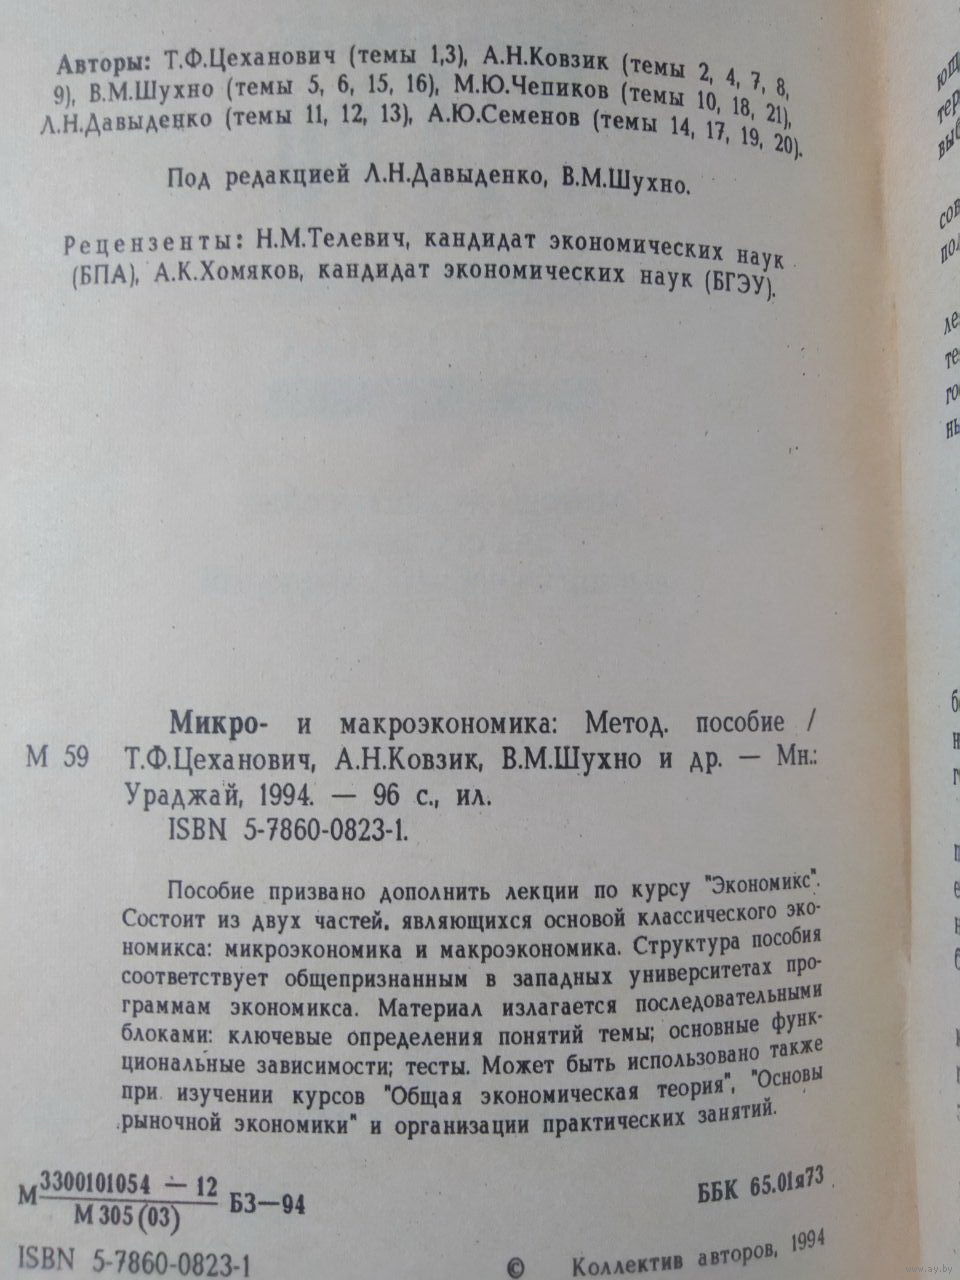 Авторы: Т.Ф.Цеханович (темы 1,3), А.Н.Ковзик (темы 2, 4, 7, 8,
9), В.М.Шухно (темы 5, 6, 15, 16), М.Ю.Чепиков (темы 10, 18, 21),
Л.Н.Давыденко (темы 11, 12, 13), А.Ю.Семенов (темы 14, 17, 19, 20).
Под редакцией Л.Н.Давыденко, В.М.Шухно.
Рецензенты: Н.М.Телевич, кандидат экономических наук
(БПА), А.К.Хомяков, кандидат экономических наук (БГЭУ).
Микро- и макроэкономика: Метод. пособие /
М 59 Т.Ф.Цеханович, А.Н.Ковзик, В.М.Шухно и др. — Мн.:
Ураджай, 1994. — 96 с., ил.
ISBN 5-7860-0823-1.
Пособие призвано дополнить лекции по курсу "Экономикс".
Состоит из двух частей, являющихся основой классического эко-
номикса: микроэкономика и макроэкономика. Структура пособия
соответствует общепризнанным в западных университетах про-
граммам экономикса. Материал излагается последовательными
блоками: ключевые определения понятий темы; основные функ-
циональные зависимости; тесты. Может быть использовано также
при изучении курсов "Общая экономическая теория", "Основы
рыночной экономики" и организации практических занятий.
М 3300101054 — 12
М 305(03)
БЗ—94
ББК 65.01я73
ISBN 5-7860-0823-1
© Коллектив авторов, 1994
www.ay.by